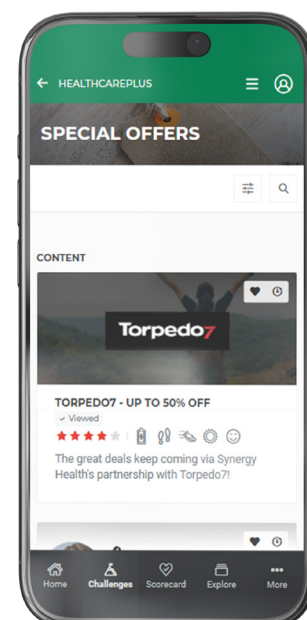 HEALTHCAREPLUS
SPECIAL OFFERS
CONTENT
Torpedo7
TORPEDO7 - UP TO 50% OFF
✓ Viewed
The great deals keep coming via Synergy
Health's partnership with Torpedo7!
Home Challenges Scorecard Explore More